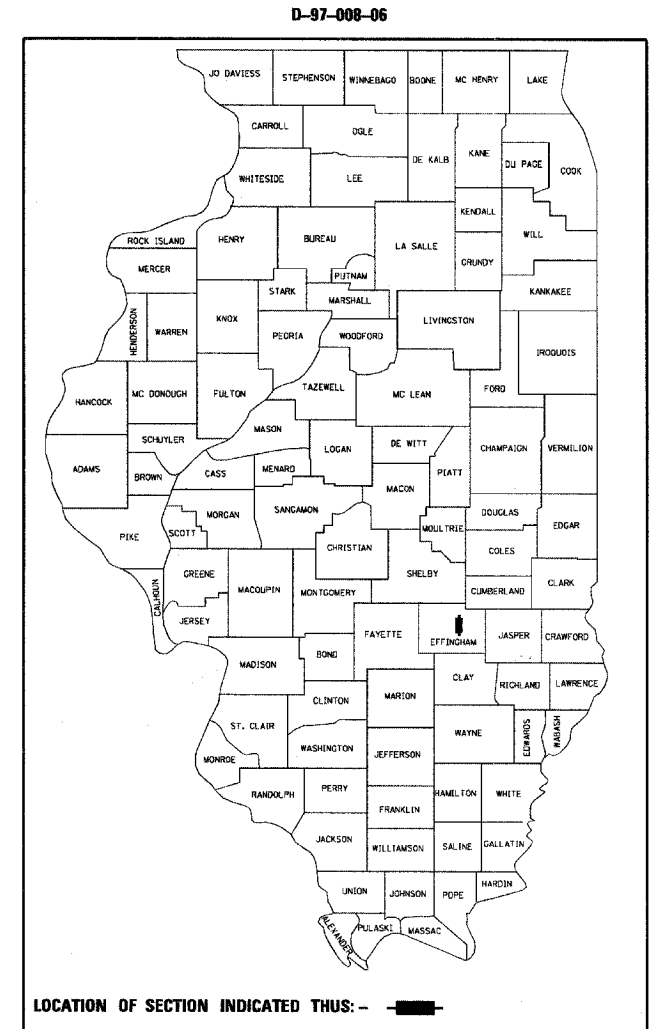 D-97-008-06
JO DAVIESS STEPHENSON WINNEBAGO BOONE MC HENRY LAKE
CARROLL OGLE DE KALB KANE DU PAGE COOK
WHITESIDE LEE
KENDALL
ROCK ISLAND HENRY BUREAU LA SALLE GRUNDY WILL
MERCER PUTNAM
STARK MARSHALL KANKAKEE
HENDERSON WARREN KNOX PEORIA WOODFORD LIVINGSTON IROQUOIS
HANCOCK MC DONOUGH FULTON TAZEWELL MC LEAN FORD
MASON
SCHUYLER LOGAN DE WITT CHAMPAIGN VERMILION
ADAMS BROWN CASS MENARD PIATT
MACON
PIKE SCOTT MORGAN SANGAMON MOULTRIE DOUGLAS EDGAR
CHRISTIAN COLES
CALHOUN GREENE MACOUPIN MONTGOMERY SHELBY CUMBERLAND CLARK
JERSEY FAYETTE EFFINGHAM JASPER CRAWFORD
MADISON BOND
CLINTON MARION CLAY RICHLAND LAWRENCE
ST. CLAIR WASHINGTON JEFFERSON WAYNE EDWARDS WABASH
MONROE
RANDOLPH PERRY HAMILTON WHITE
FRANKLIN
JACKSON WILLIAMSON SALINE GALLATIN
UNION JOHNSON POPE HARDIN
ALEXANDER PULASKI MASSAC
LOCATION OF SECTION INDICATED THUS: -